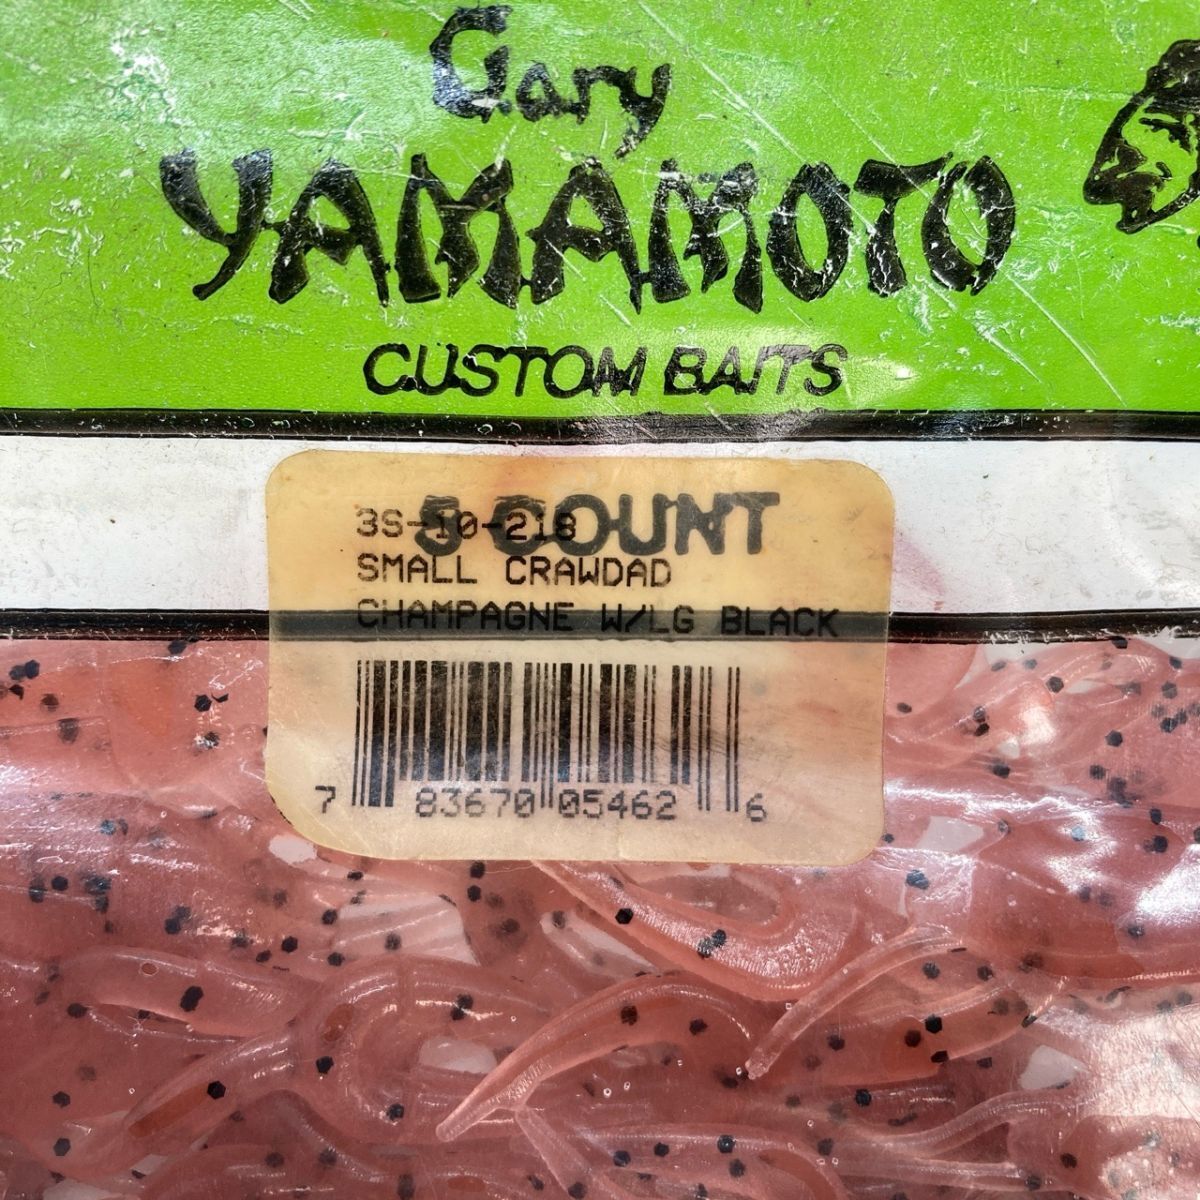 Gary
YAMAMOTO
CUSTOM BAITS
5 COUNT
3S-10-218
SMALL CRAWDAD
CHAMPAGNE W/LG BLACK
7 83670 05462 6